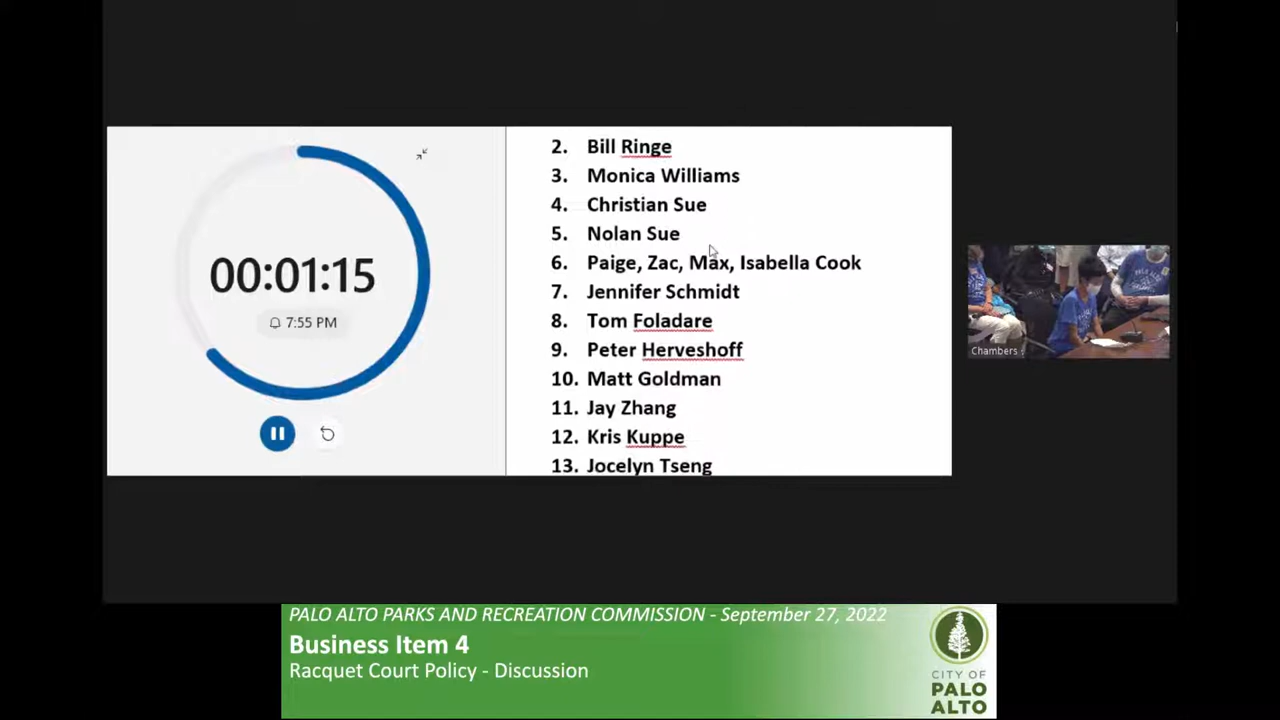 00:01:15
7:55 PM
2. Bill Ringe
3. Monica Williams
4. Christian Sue
5. Nolan Sue
6. Paige, Zac, Max, Isabella Cook
7. Jennifer Schmidt
8. Tom Foladare
9. Peter Herveshoff
10. Matt Goldman
11. Jay Zhang
12. Kris Kuppe
13. Jocelyn Tseng
PALO ALTO
Chambers
PALO ALTO PARKS AND RECREATION COMMISSION - September 27, 2022
Business Item 4
Racquet Court Policy - Discussion
CITY OF
PALO
ALTO